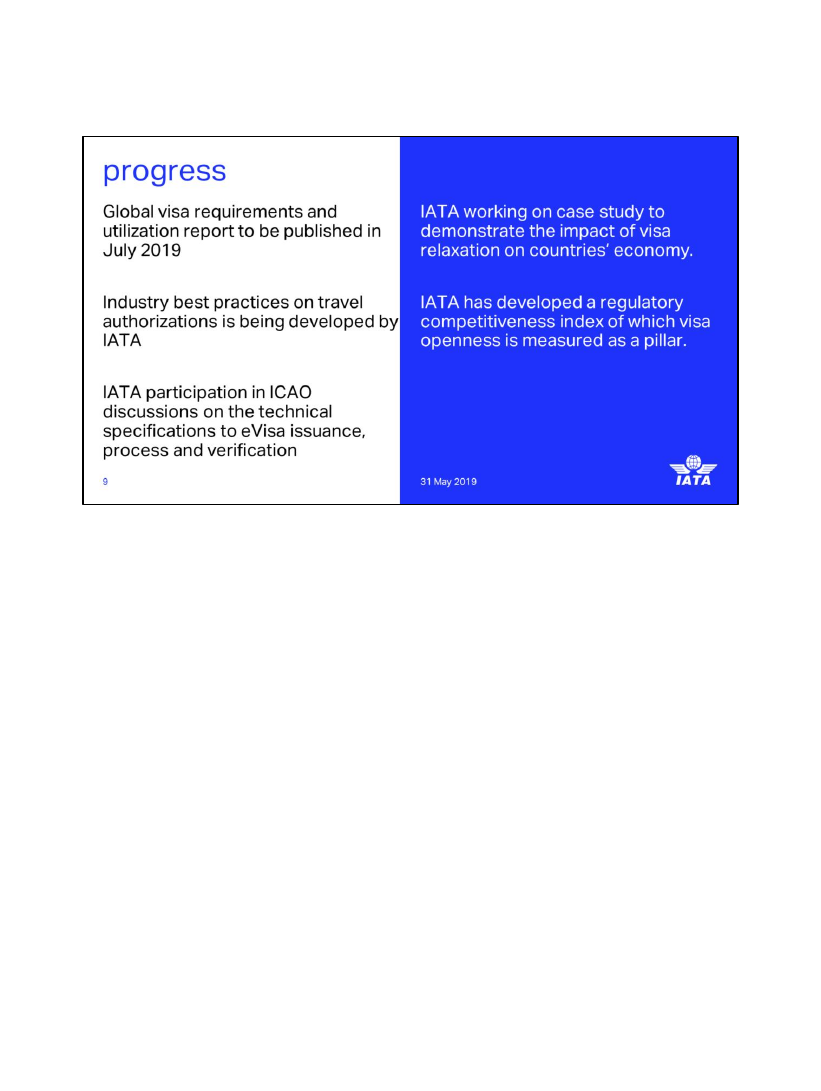 progress
Global visa requirements and
utilization report to be published in
July 2019
Industry best practices on travel
authorizations is being developed by
IATA
IATA participation in ICAO
discussions on the technical
specifications to eVisa issuance,
process and verification
9
IATA working on case study to
demonstrate the impact of visa
relaxation on countries’ economy.
IATA has developed a regulatory
competitiveness index of which visa
openness is measured as a pillar.
31 May 2019
IATA